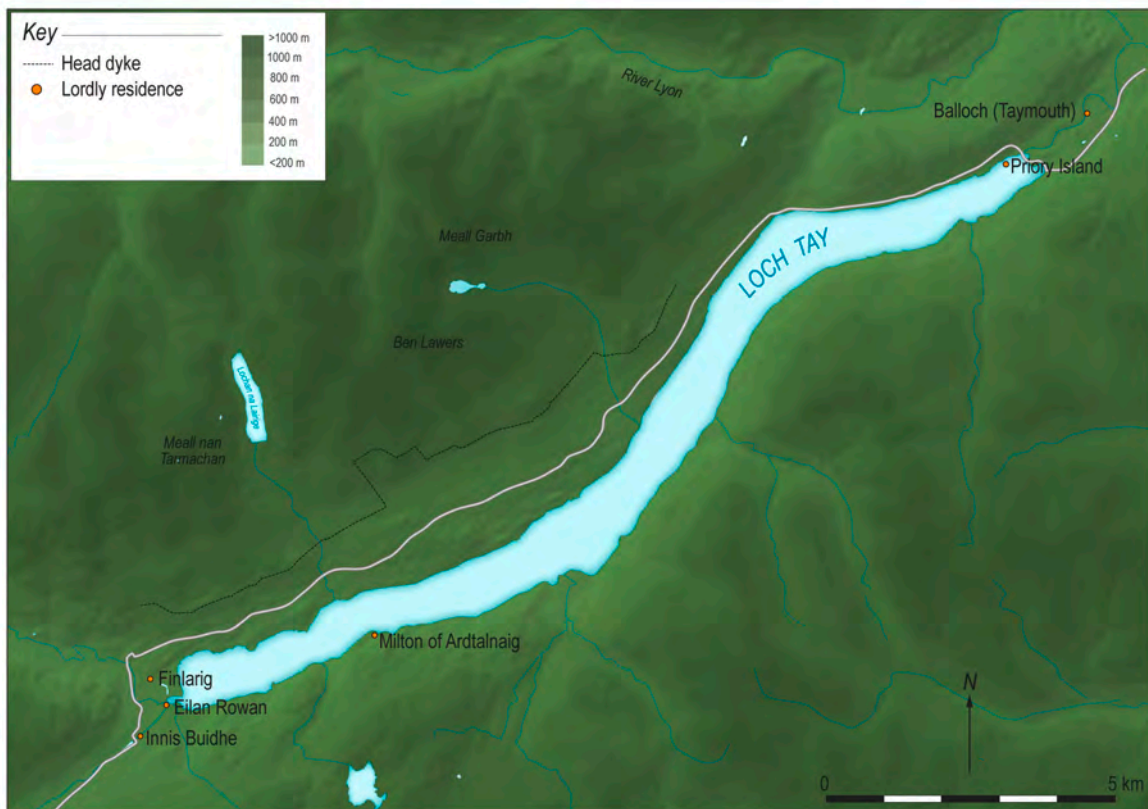 Key
Head dyke
Lordly residence
>1000 m
1000 m
800 m
600 m
400 m
200 m
<200 m
River Lyon
Balloch (Taymouth)
Priory Island
Meall Garbh
LOCH TAY
Ben Lawers
Lochan na Lairige
Meall nan
Tarmachan
Milton of Ardtalnaig
Finlarig
Eilan Rowan
Innis Buidhe
N
0
5 km